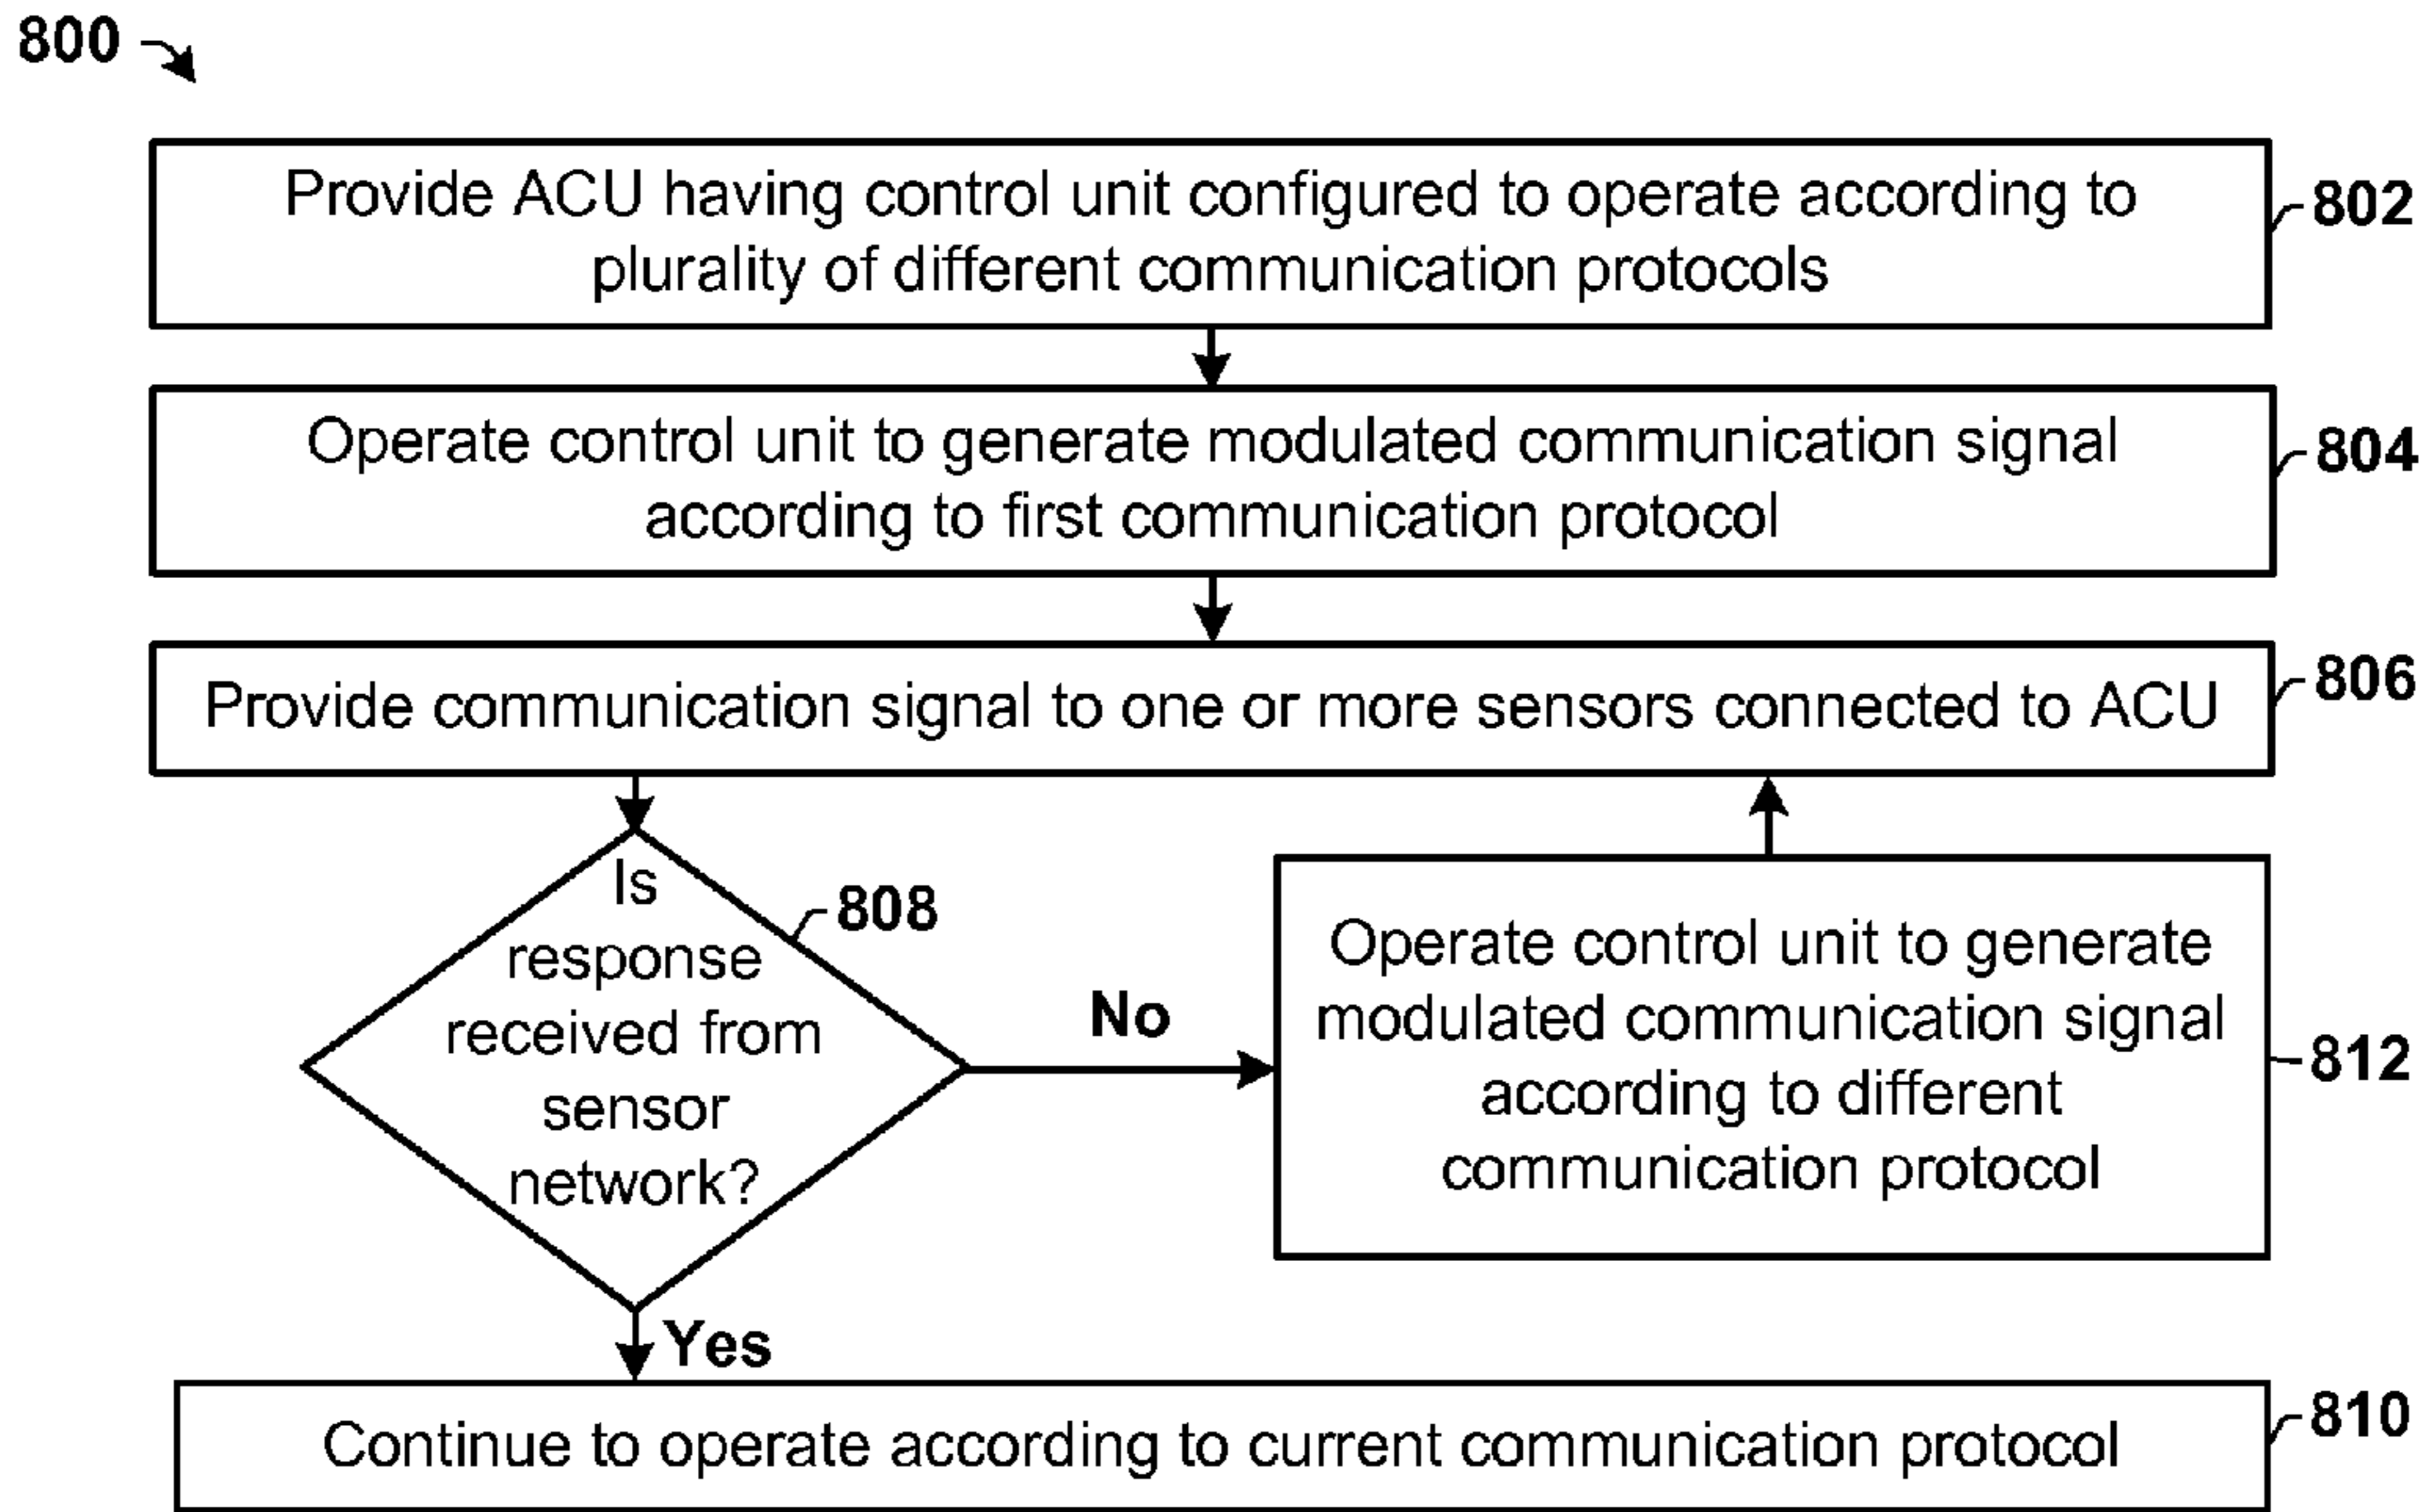 800
Provide ACU having control unit configured to operate according to
plurality of different communication protocols
802
Operate control unit to generate modulated communication signal
according to first communication protocol
804
Provide communication signal to one or more sensors connected to ACU
806
Is
response
received from
sensor
network?
808
No
Operate control unit to generate
modulated communication signal
according to different
communication protocol
812
Yes
Continue to operate according to current communication protocol
810